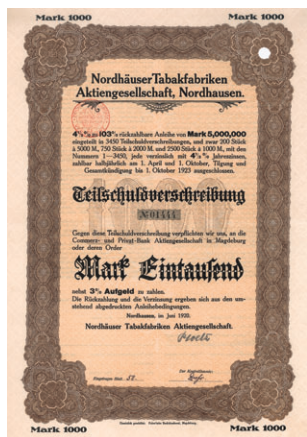 Mark 1000 Mark 1000
Nordhäuser Tabakfabriken
Aktiengesellschaft, Nordhausen.
zu 103% rückzahlbare Anleihe von Mark 5,000,000
eingeteilt in 3450 Teilschuldverschreibungen, und zwar 200 Stück
à 5000 M., 750 Stück à 2000 M. und 2500 Stück à 1000 M., mit den
Nummern 1—3450, jede verzinslich mit Jahreszinsen,
zahlbar halbjährlich am 1. April und 1. Oktober, Tilgung und
Gesamtkündigung bis 1. Oktober 1923 ausgeschlossen.
Teilschuldverschreibung
№ 01444
Gegen diese Teilschuldverschreibung verpflichten wir uns, an die
Commerz- und Privat-Bank Aktiengesellschaft in Magdeburg
oder deren Order
Mark Eintausend
nebst 3% Aufgeld zu zahlen.
Die Rückzahlung und die Verzinsung ergeben sich aus den um-
stehend abgedruckten Anleihebedingungen.
Nordhausen, im Juni 1920.
Nordhäuser Tabakfabriken Aktiengesellschaft.
Mark 1000 Mark 1000